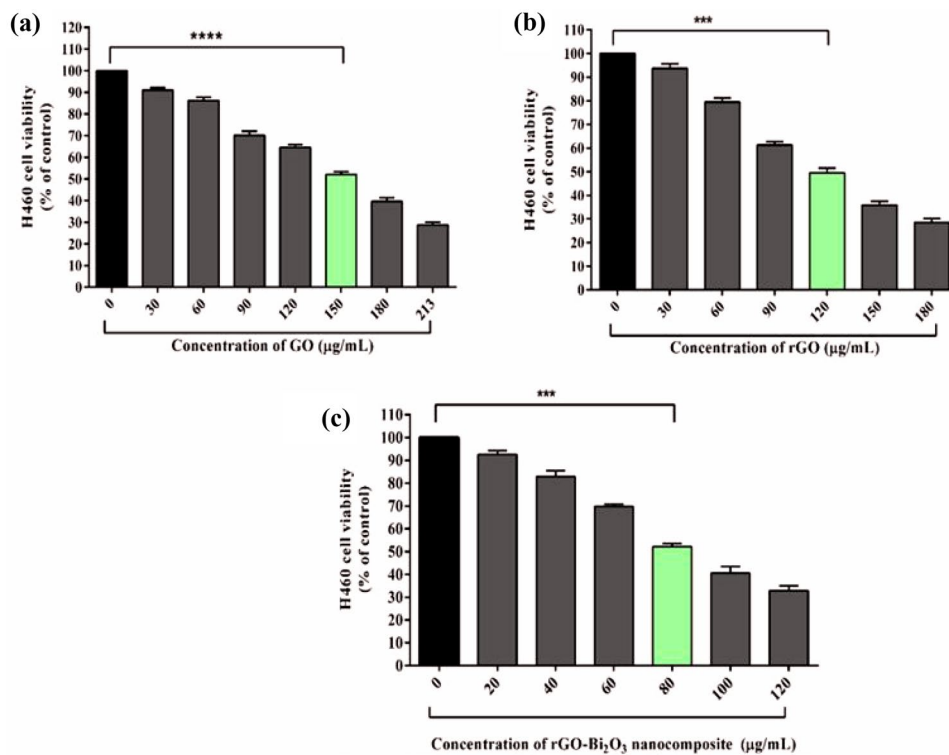 (a)
****
120
110
100
90
80
70
60
50
40
30
20
10
0
H460 cell viability
(% of control)
0 30 60 90 120 150 180 213
Concentration of GO (µg/mL)
(b)
***
110
100
90
80
70
60
50
40
30
20
10
0
H460 cell viability
(% of control)
0 30 60 90 120 150 180
Concentration of rGO (µg/mL)
(c)
***
110
100
90
80
70
60
50
40
30
20
10
0
H460 cell viability
(% of control)
0 20 40 60 80 100 120
Concentration of rGO-Bi₂O₃ nanocomposite (µg/mL)